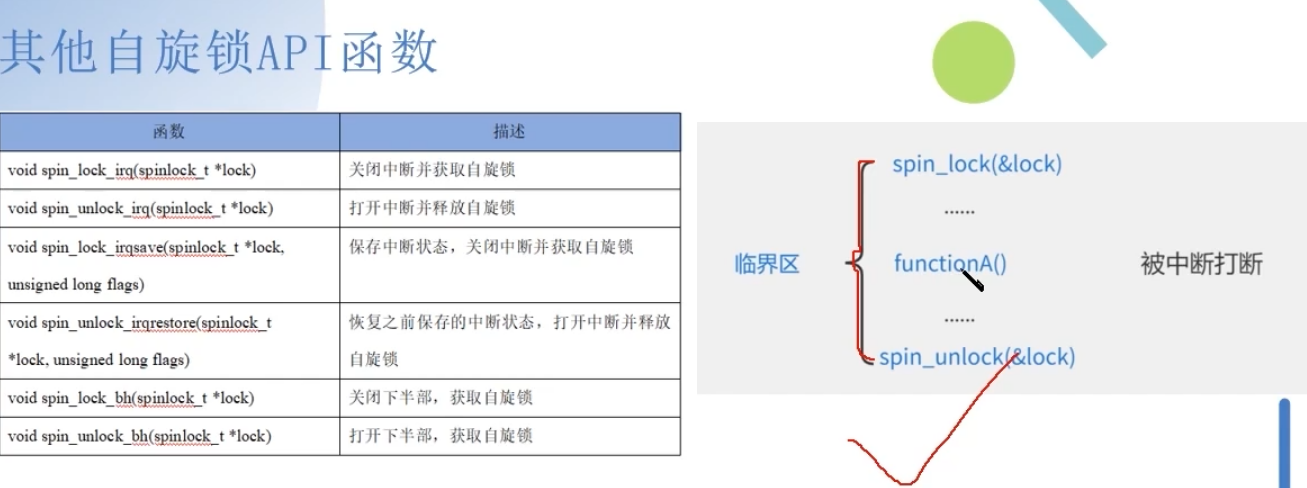 其他自旋锁API函数
函数 描述
void spin_lock_irq(spinlock_t *lock) 关闭中断并获取自旋锁
void spin_unlock_irq(spinlock_t *lock) 打开中断并释放自旋锁
void spin_lock_irqsave(spinlock_t *lock, 保存中断状态，关闭中断并获取自旋锁
unsigned long flags)
void spin_unlock_irqrestore(spinlock_t 恢复之前保存的中断状态，打开中断并释放
*lock, unsigned long flags) 自旋锁
void spin_lock_bh(spinlock_t *lock) 关闭下半部，获取自旋锁
void spin_unlock_bh(spinlock_t *lock) 打开下半部，获取自旋锁
spin_lock(&lock)
......
临界区 functionA() 被中断打断
......
spin_unlock(&lock)